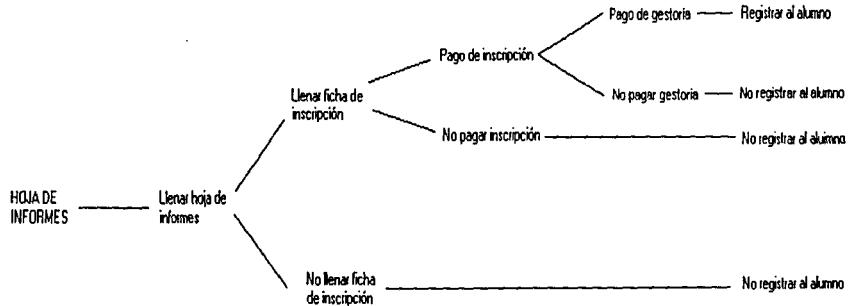 Pago de gestoria
Registrar al alumno
Pago de inscripción
Llenar ficha de
inscripción
No pagar gestoria
No registrar al alumno
No pagar inscripción
No registrar al aluimno
HOJA DE
INFORMES
Llenar hoja de
informes
No llenar ficha
de inscripción
No registrar al alumno